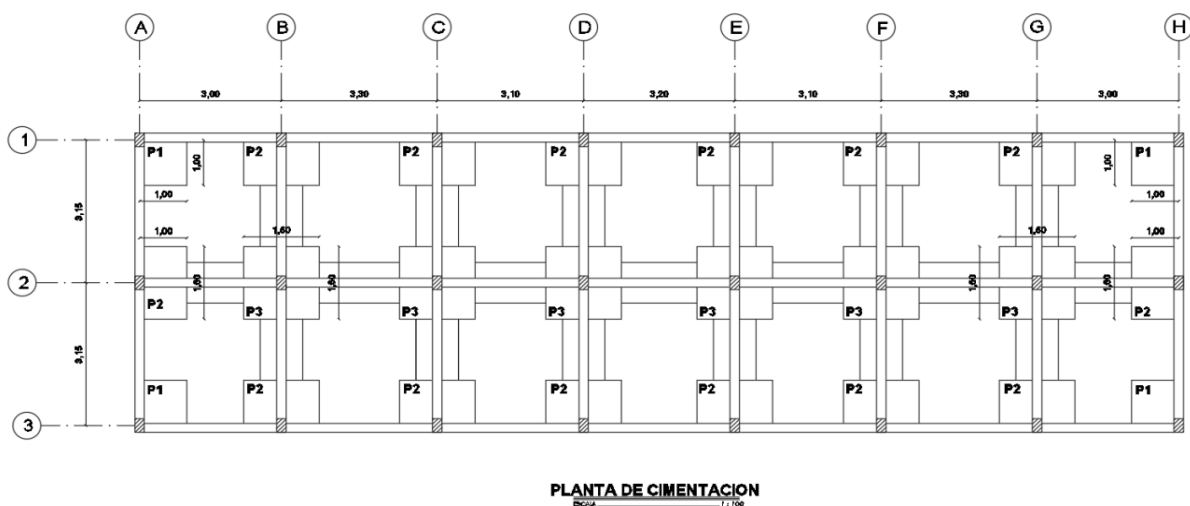 A B C D E F G H
3,00 3,30 3,10 3,20 3,10 3,30 3,00
1
P1 P2 P2 P2 P2 P2 P2 P1
1,00 1,00
1,00 1,00
3,15
1,00 1,60 1,60 1,00
1,60 1,60 1,60 1,60
2
P2 P3 P3 P3 P3 P3 P3 P2
3,15
P1 P2 P2 P2 P2 P2 P2 P1
3
PLANTA DE CIMENTACION
ESCALA 1:100